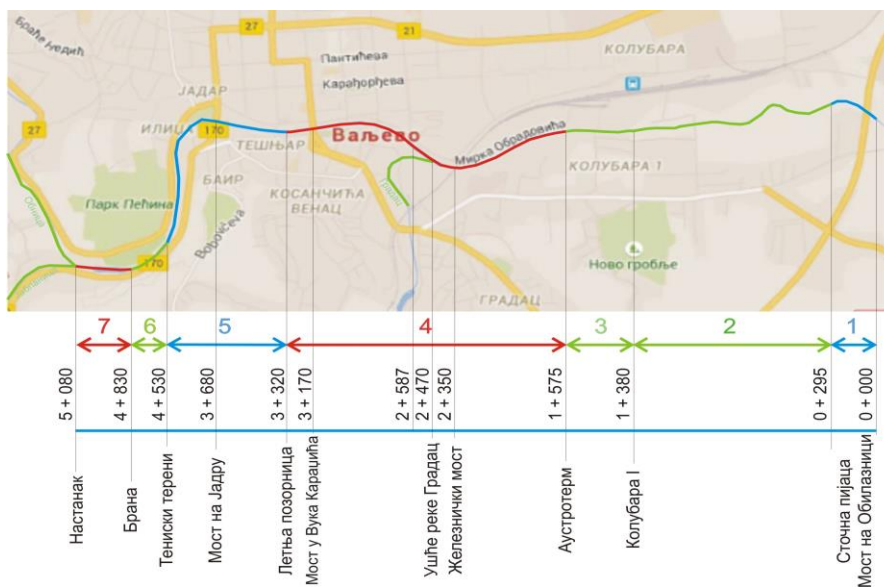 Браће Недић
27
21
Пантићева
КОЛУБАРА
Карађорђева
ЈАДАР
27
ИЛИЦА
170
Ваљево
Мирка Обрадовића
ТЕШЊАР
КОЛУБАРА 1
БАИР
КОСАНЧИЋА
ВЕНАЦ
Градац
Обница
Парк Пећина
Вовочићева
170
Ново гробље
ГРАДАЦ
7
6
5
4
3
2
1
5 + 080
4 + 830
4 + 530
3 + 680
3 + 320
3 + 170
2 + 587
2 + 470
2 + 350
1 + 575
1 + 380
0 + 295
0 + 000
Настанак
Брана
Тениски терени
Мост на Јадру
Летња позорница
Мост у Вука Караџића
Ушће реке Градац
Железнички мост
Аустротерм
Колубара I
Сточна пијаца
Мост на Обилазници